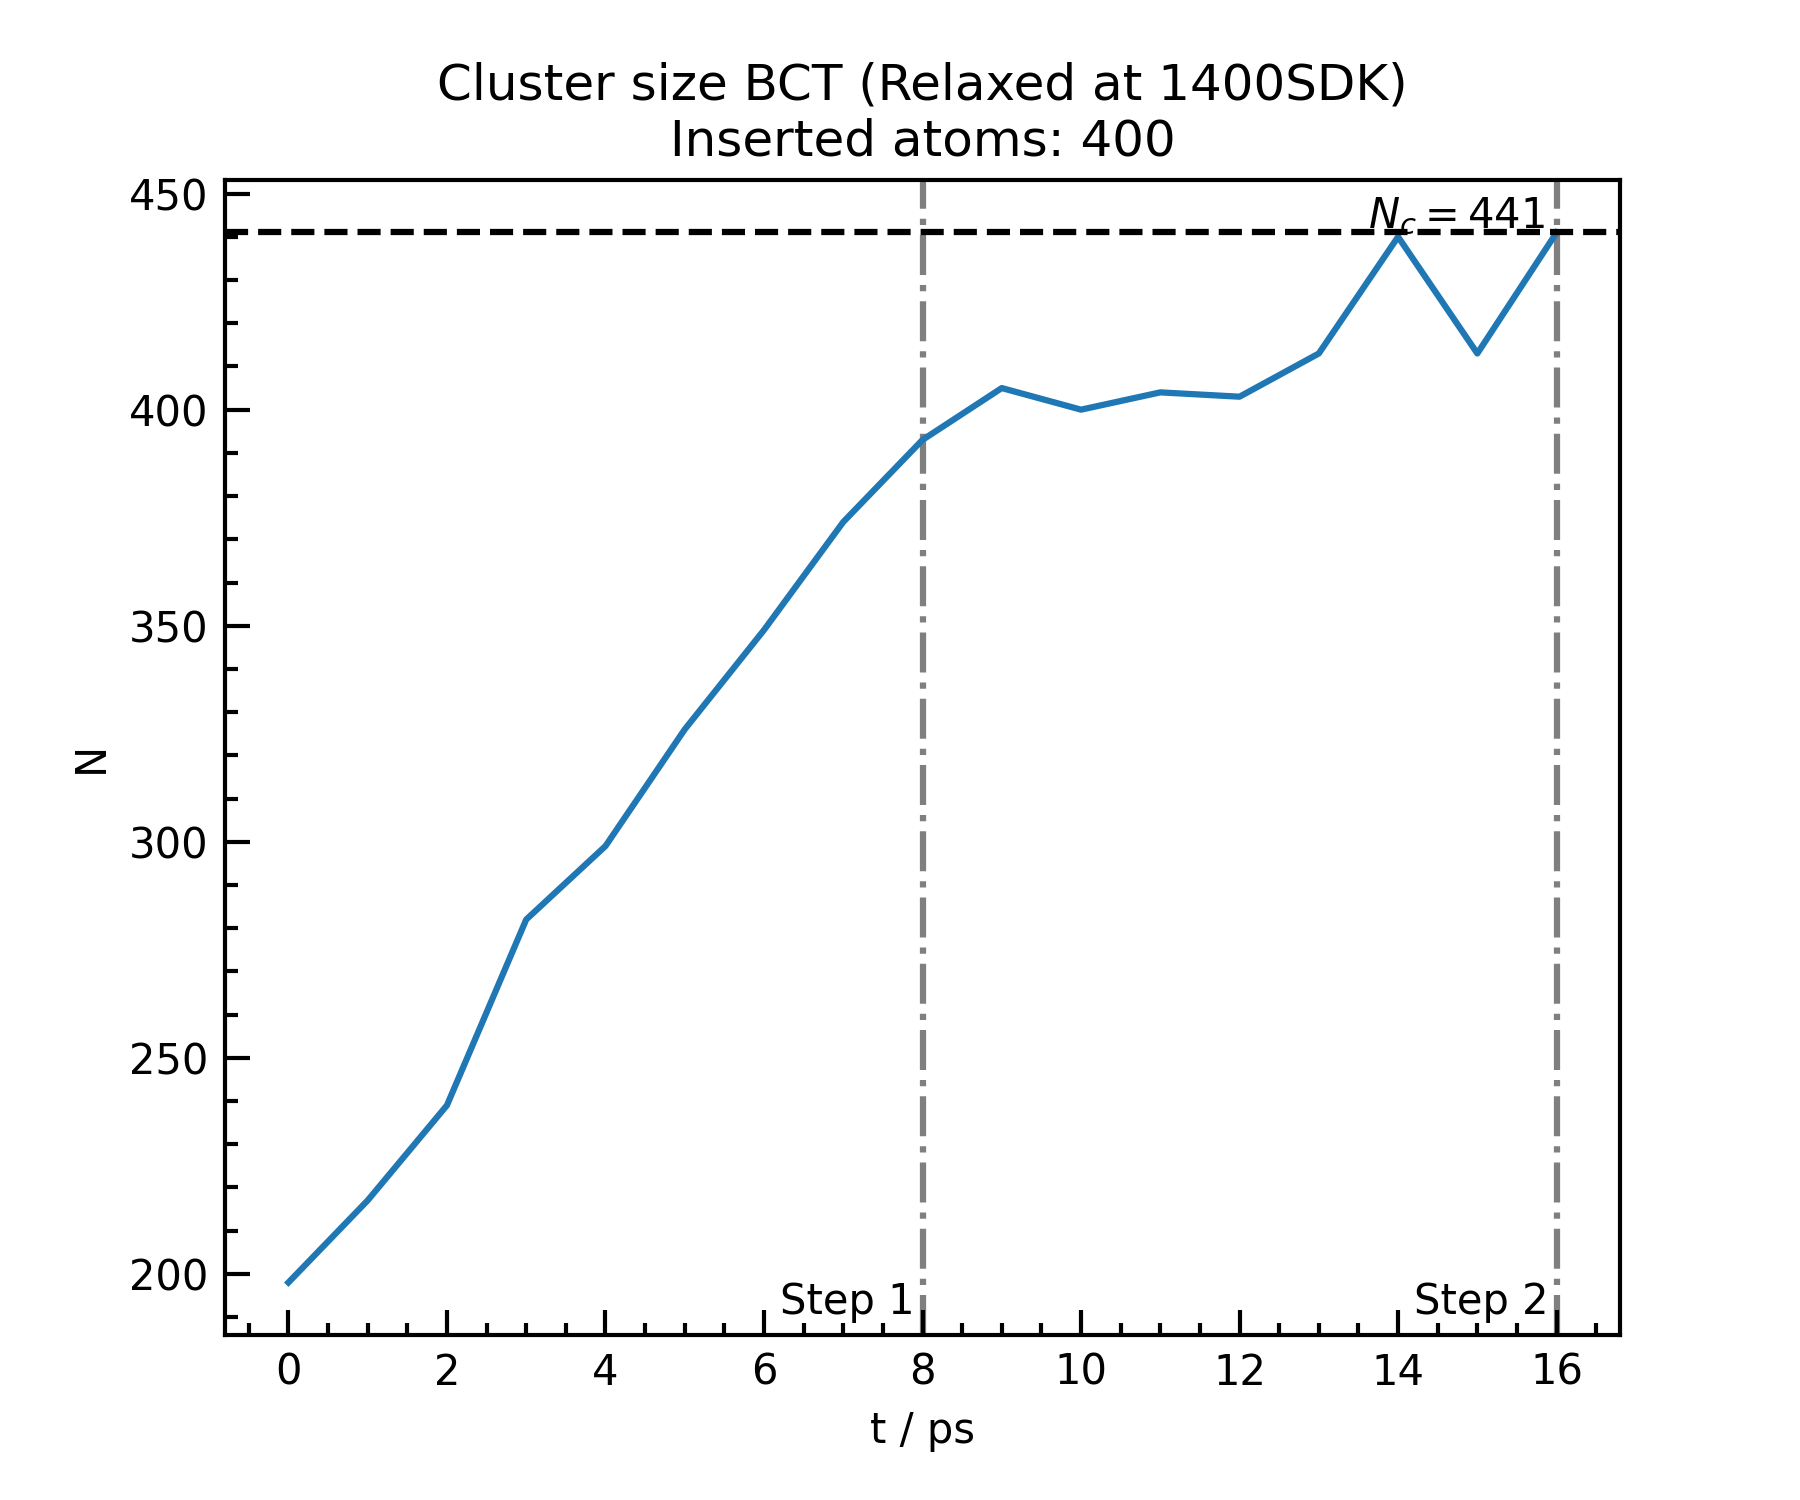 Cluster size BCT (Relaxed at 1400SDK)
Inserted atoms: 400
450
400
350
300
250
200
N
N_c = 441
Step 1
Step 2
0 2 4 6 8 10 12 14 16
t / ps